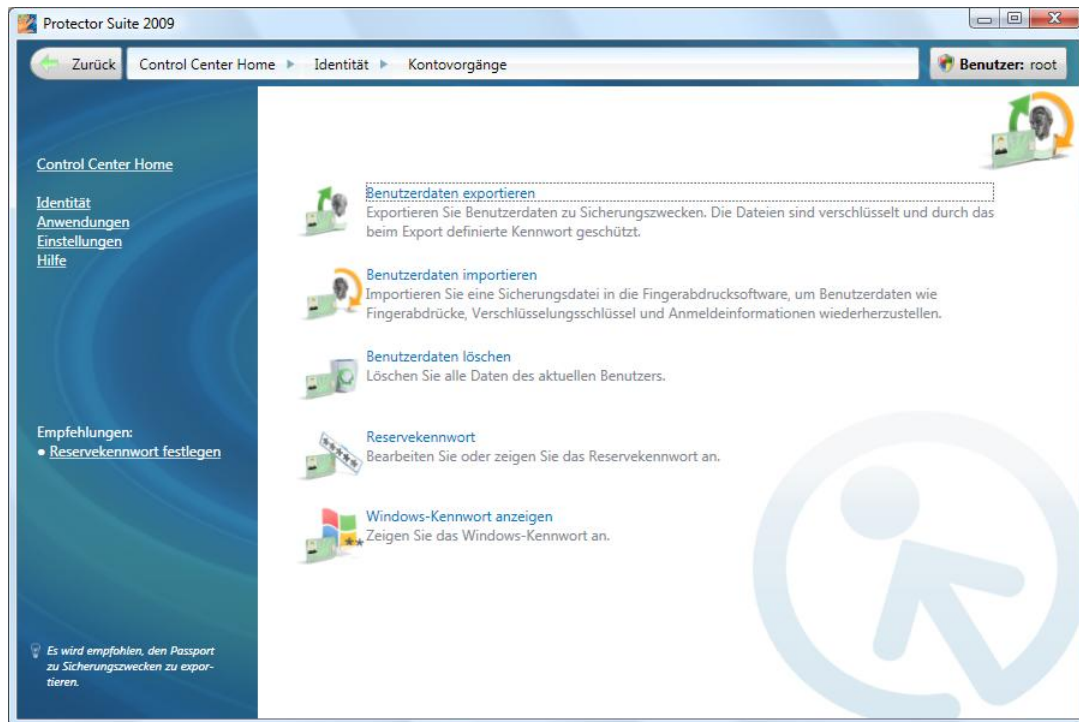 Protector Suite 2009
Zurück
Control Center Home
Identität
Kontovorgänge
Benutzer: root
Control Center Home
Identität
Anwendungen
Einstellungen
Hilfe
Empfehlungen:
• Reservekennwort festlegen
Es wird empfohlen, den Passport
zu Sicherungszwecken zu expor-
tieren.
Benutzerdaten exportieren
Exportieren Sie Benutzerdaten zu Sicherungszwecken. Die Dateien sind verschlüsselt und durch das
beim Export definierte Kennwort geschützt.
Benutzerdaten importieren
Importieren Sie eine Sicherungsdatei in die Fingerabdrucksoftware, um Benutzerdaten wie
Fingerabdrücke, Verschlüsselungsschlüssel und Anmeldeinformationen wiederherzustellen.
Benutzerdaten löschen
Löschen Sie alle Daten des aktuellen Benutzers.
Reservekennwort
Bearbeiten Sie oder zeigen Sie das Reservekennwort an.
Windows-Kennwort anzeigen
Zeigen Sie das Windows-Kennwort an.